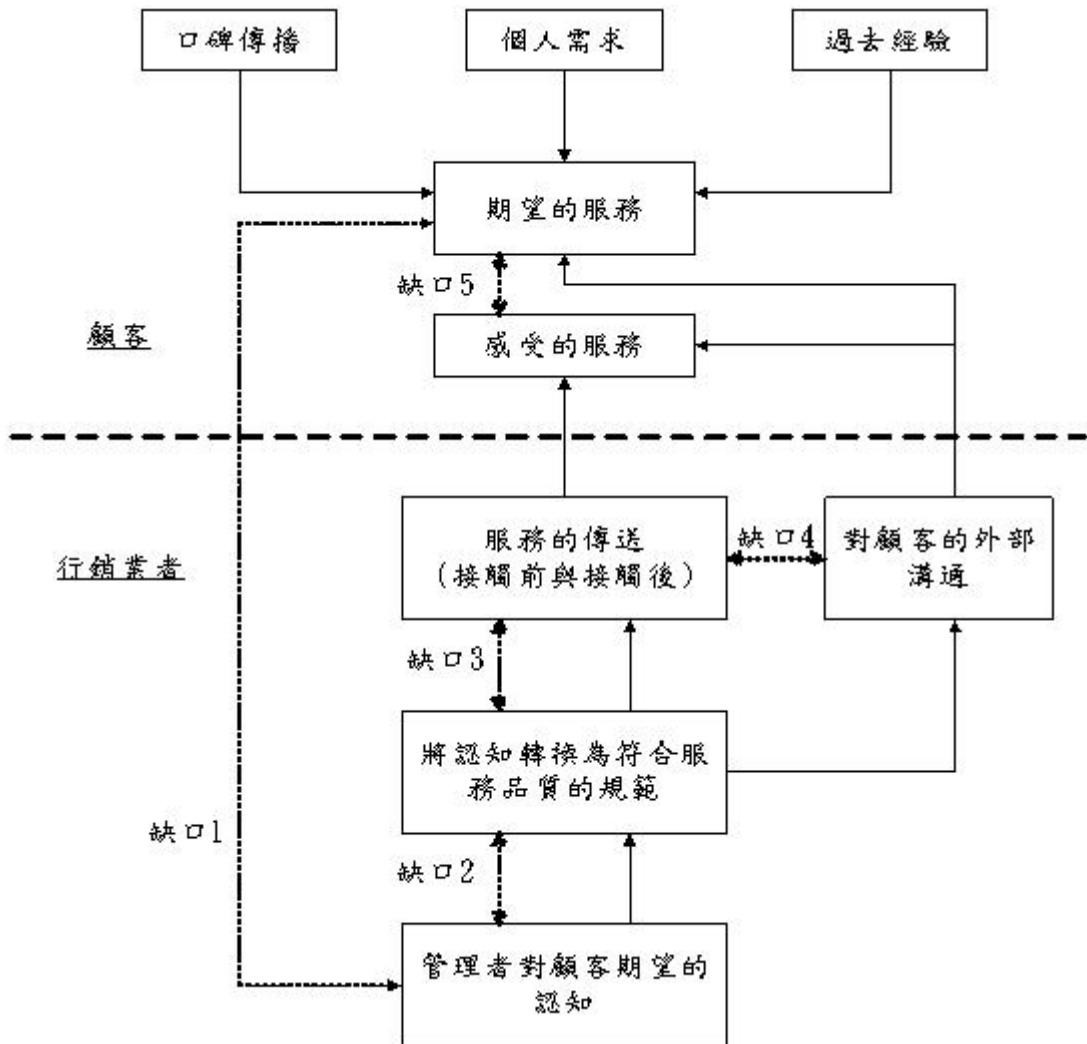 口碑傳播
個人需求
過去經驗
期望的服務
缺口5
顧客
感受的服務
服務的傳送
(接觸前與接觸後)
缺口4
對顧客的外部
溝通
行銷業者
缺口3
將認知轉換為符合服
務品質的規範
缺口1
缺口2
管理者對顧客期望的
認知